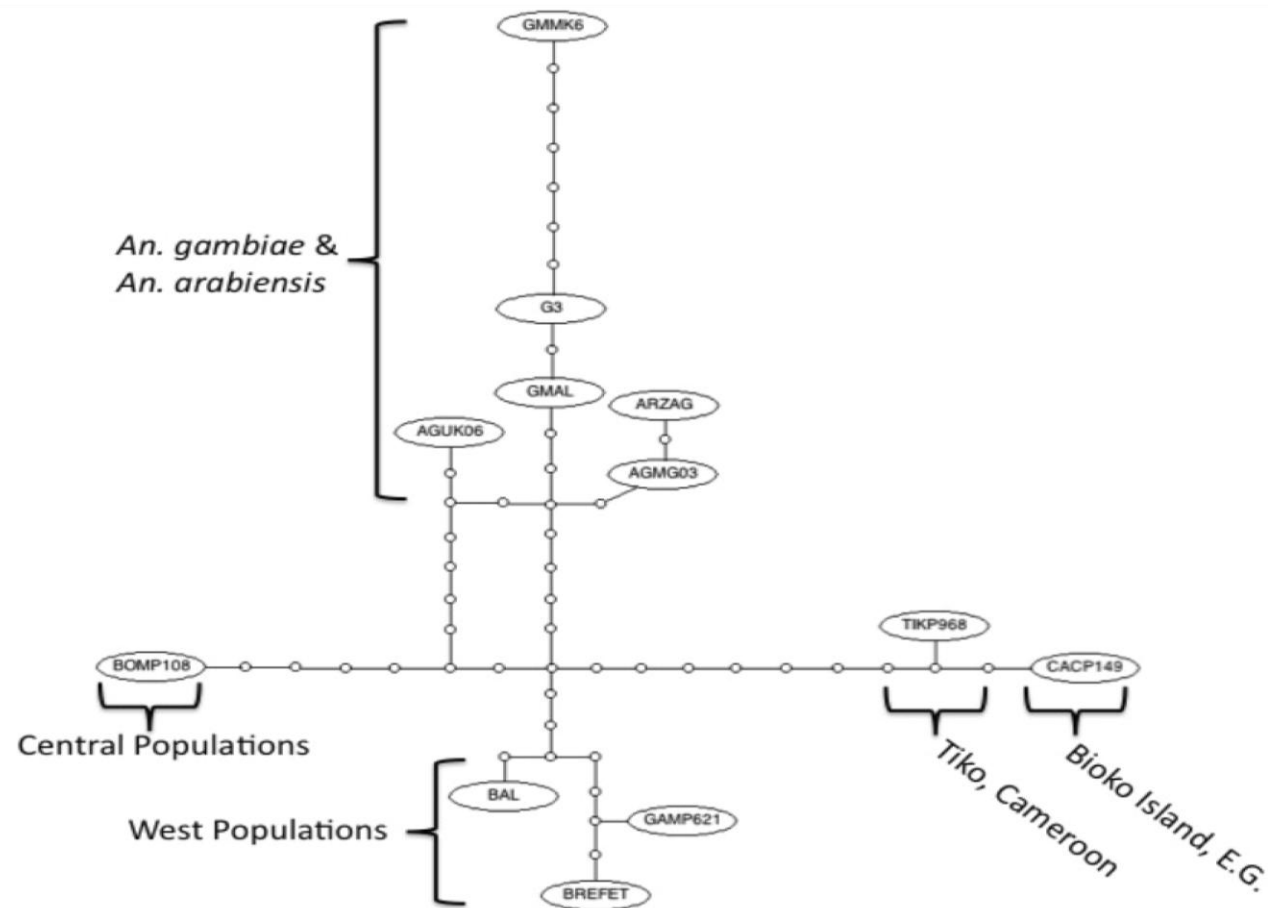 GMMK6
An. gambiae &
An. arabiensis
G3
GMAL
ARZAG
AGUK06
AGMG03
TIKP968
BOMP108
CACP149
Central Populations
Tiko, Cameroon
Bioko Island, E.G.
BAL
GAMP621
West Populations
BREFET